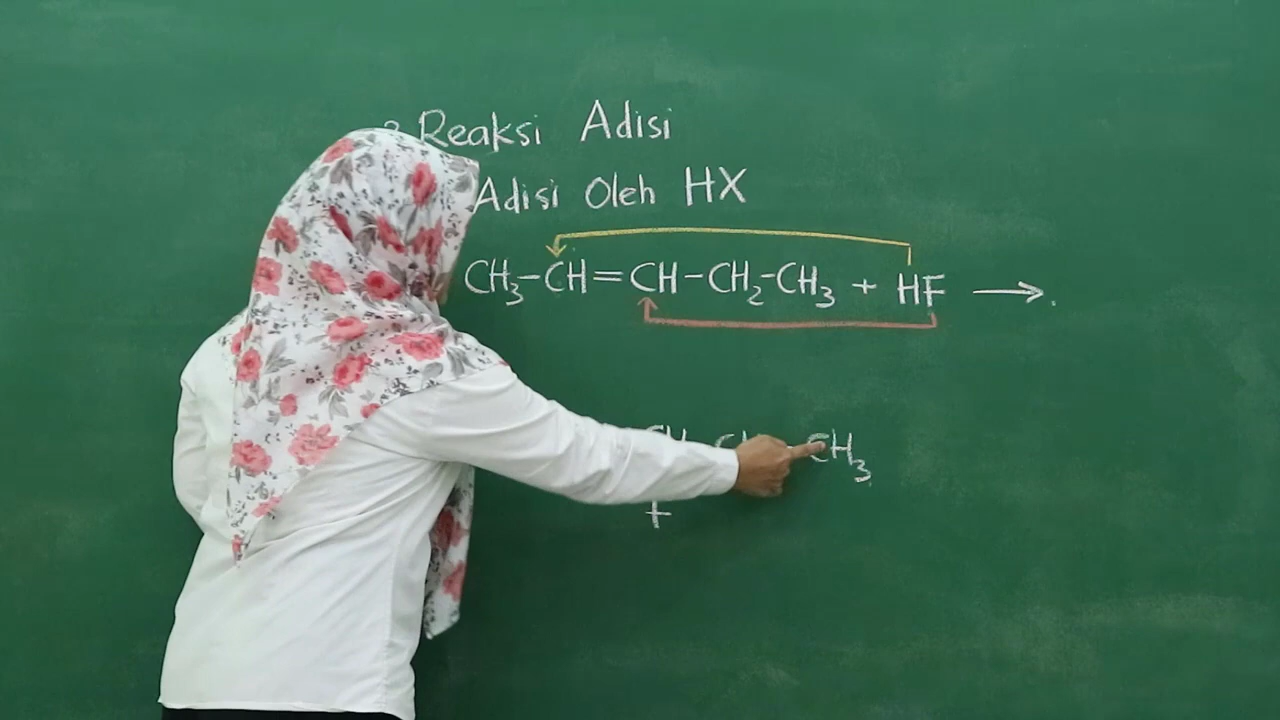 Reaksi Adisi
Adisi Oleh HX
CH₃-CH=CH-CH₂-CH₃ + HF →
CH₃
+